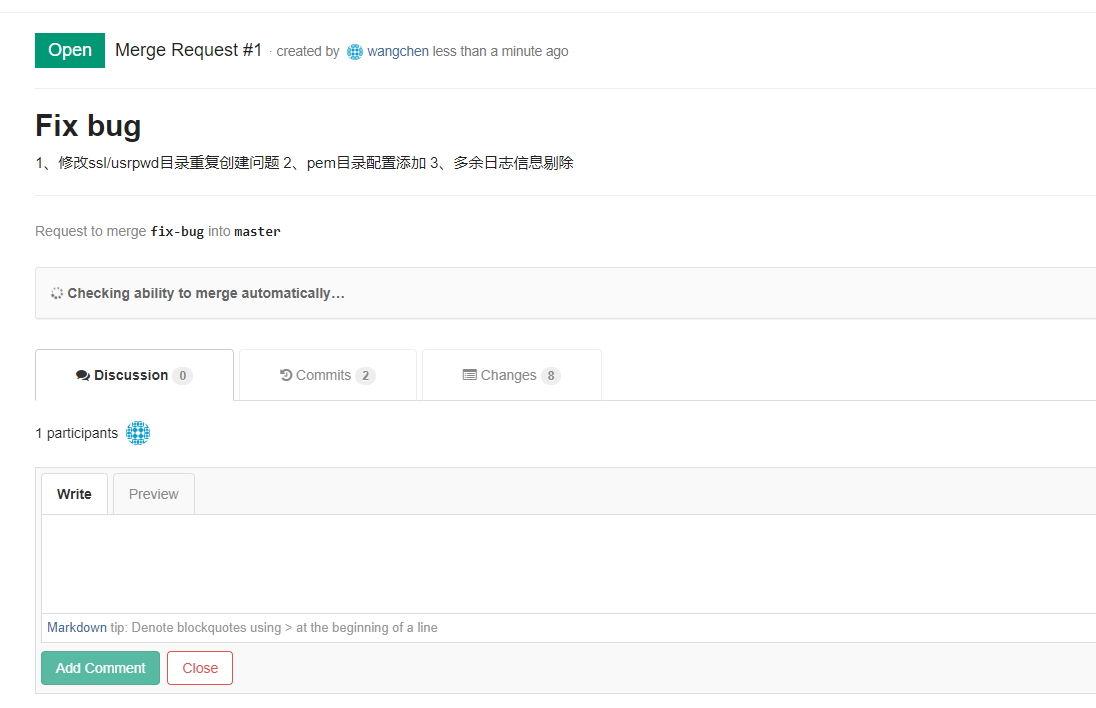 Open Merge Request #1 · created by wangchen less than a minute ago
Fix bug
1、修改ssl/usrpwd目录重复创建问题 2、pem目录配置添加 3、多余日志信息剔除
Request to merge fix-bug into master
Checking ability to merge automatically…
Discussion 0 Commits 2 Changes 8
1 participants
Write Preview
Markdown tip: Denote blockquotes using > at the beginning of a line
Add Comment Close